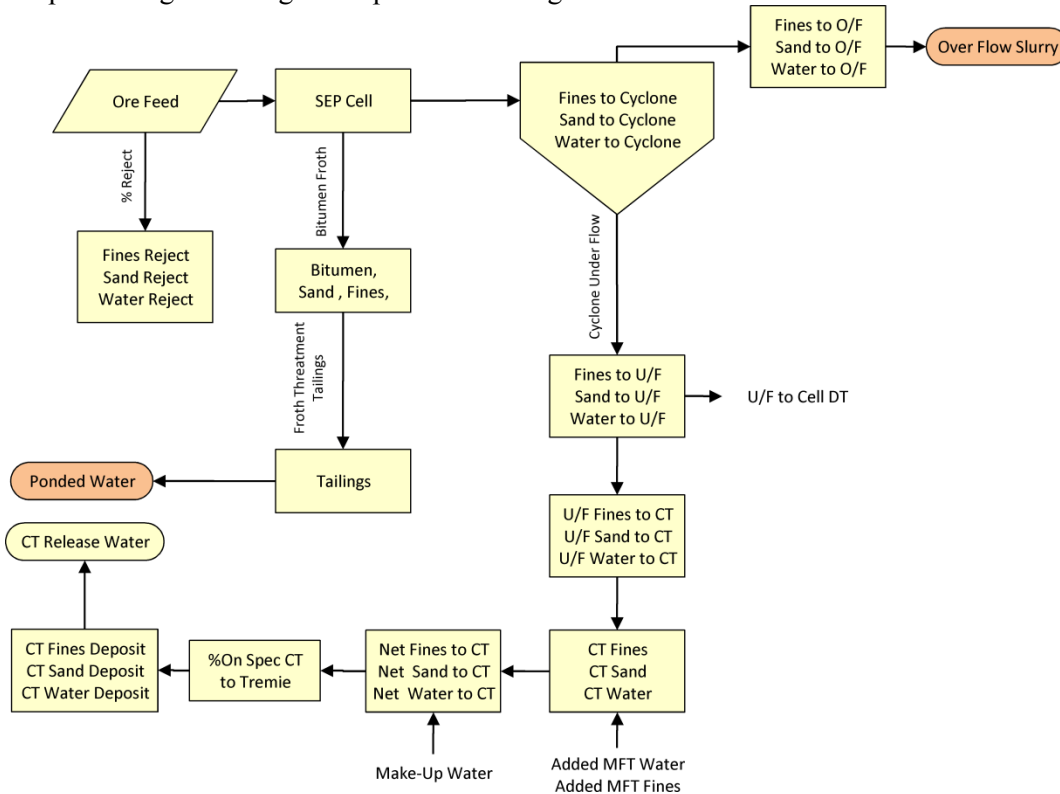 Fines to O/F
Sand to O/F
Water to O/F
Over Flow Slurry
Ore Feed
SEP Cell
Fines to Cyclone
Sand to Cyclone
Water to Cyclone
% Reject
Bitumen Froth
Fines Reject
Sand Reject
Water Reject
Bitumen,
Sand , Fines,
Cyclone Under Flow
Froth Threatment
Tailings
Fines to U/F
Sand to U/F
Water to U/F
U/F to Cell DT
Ponded Water
Tailings
U/F Fines to CT
U/F Sand to CT
U/F Water to CT
CT Release Water
CT Fines Deposit
CT Sand Deposit
CT Water Deposit
%On Spec CT
to Tremie
Net Fines to CT
Net Sand to CT
Net Water to CT
CT Fines
CT Sand
CT Water
Make-Up Water
Added MFT Water
Added MFT Fines